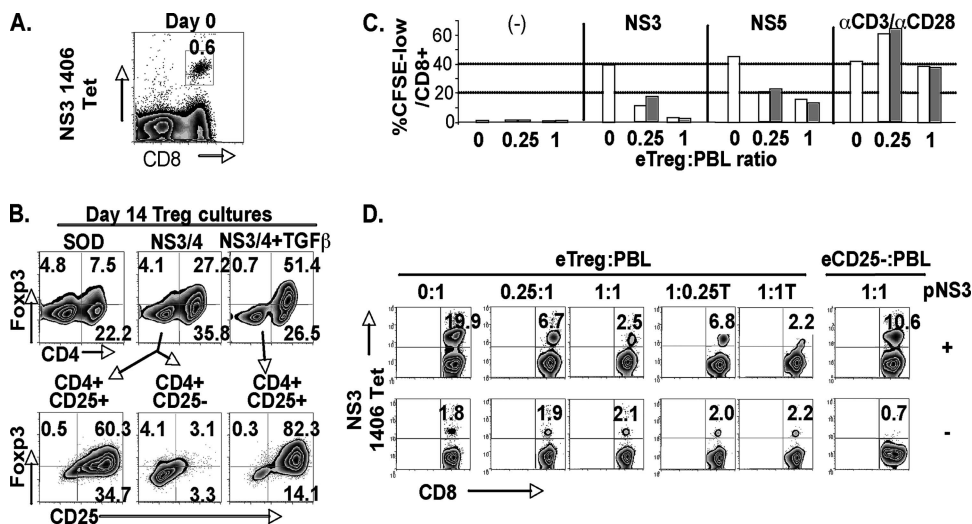 A.
Day 0
0.6
NS3 1406
Tet
CD8
B.
Day 14 Treg cultures
SOD NS3/4 NS3/4+TGFβ
4.8 7.5 4.1 27.2 0.7 51.4
Foxp3
22.2 35.8 26.5
CD4
CD4+ CD4+ CD4+
CD25+ CD25- CD25+
0.5 60.3 4.1 3.1 0.3 82.3
Foxp3
34.7 3.3 14.1
CD25
C.
(-) NS3 NS5 αCD3/αCD28
%CFSE-low
/CD8+
60
40
20
0
0 0.25 1 0 0.25 1 0 0.25 1 0 0.25 1
eTreg:PBL ratio
D.
eTreg:PBL eCD25-:PBL
0:1 0.25:1 1:1 1:0.25T 1:1T 1:1 pNS3
19.9 6.7 2.5 6.8 2.2 10.6
+
NS3
1406 Tet
1.8 1.9 2.1 2.0 2.2 0.7
-
CD8